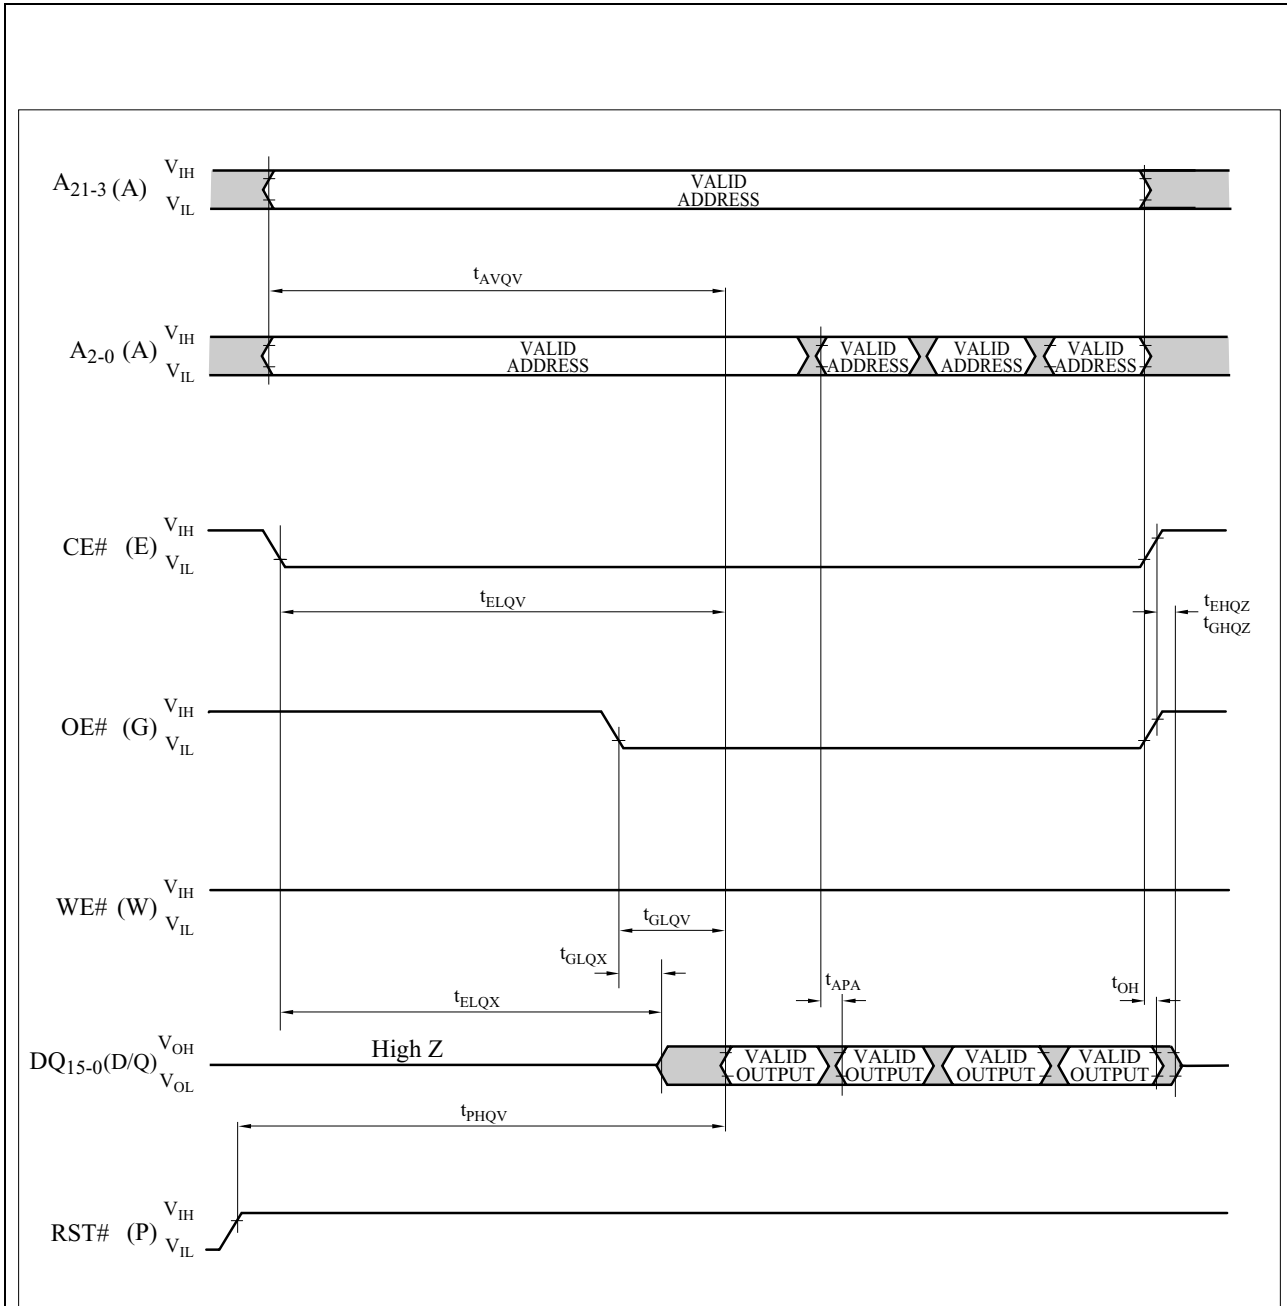 A21-3 (A) VIH
VIL
VALID
ADDRESS
tAVQV
A2-0 (A) VIH
VIL
VALID
ADDRESS
VALID
ADDRESS
VALID
ADDRESS
VALID
ADDRESS
CE# (E) VIH
VIL
tELQV
tEHQZ
tGHQZ
OE# (G) VIH
VIL
WE# (W) VIH
VIL
tGLQV
tGLQX
tELQX
tAPA
tOH
DQ15-0(D/Q) VOH
VOL
High Z
VALID
OUTPUT
VALID
OUTPUT
VALID
OUTPUT
VALID
OUTPUT
tPHQV
RST# (P) VIH
VIL